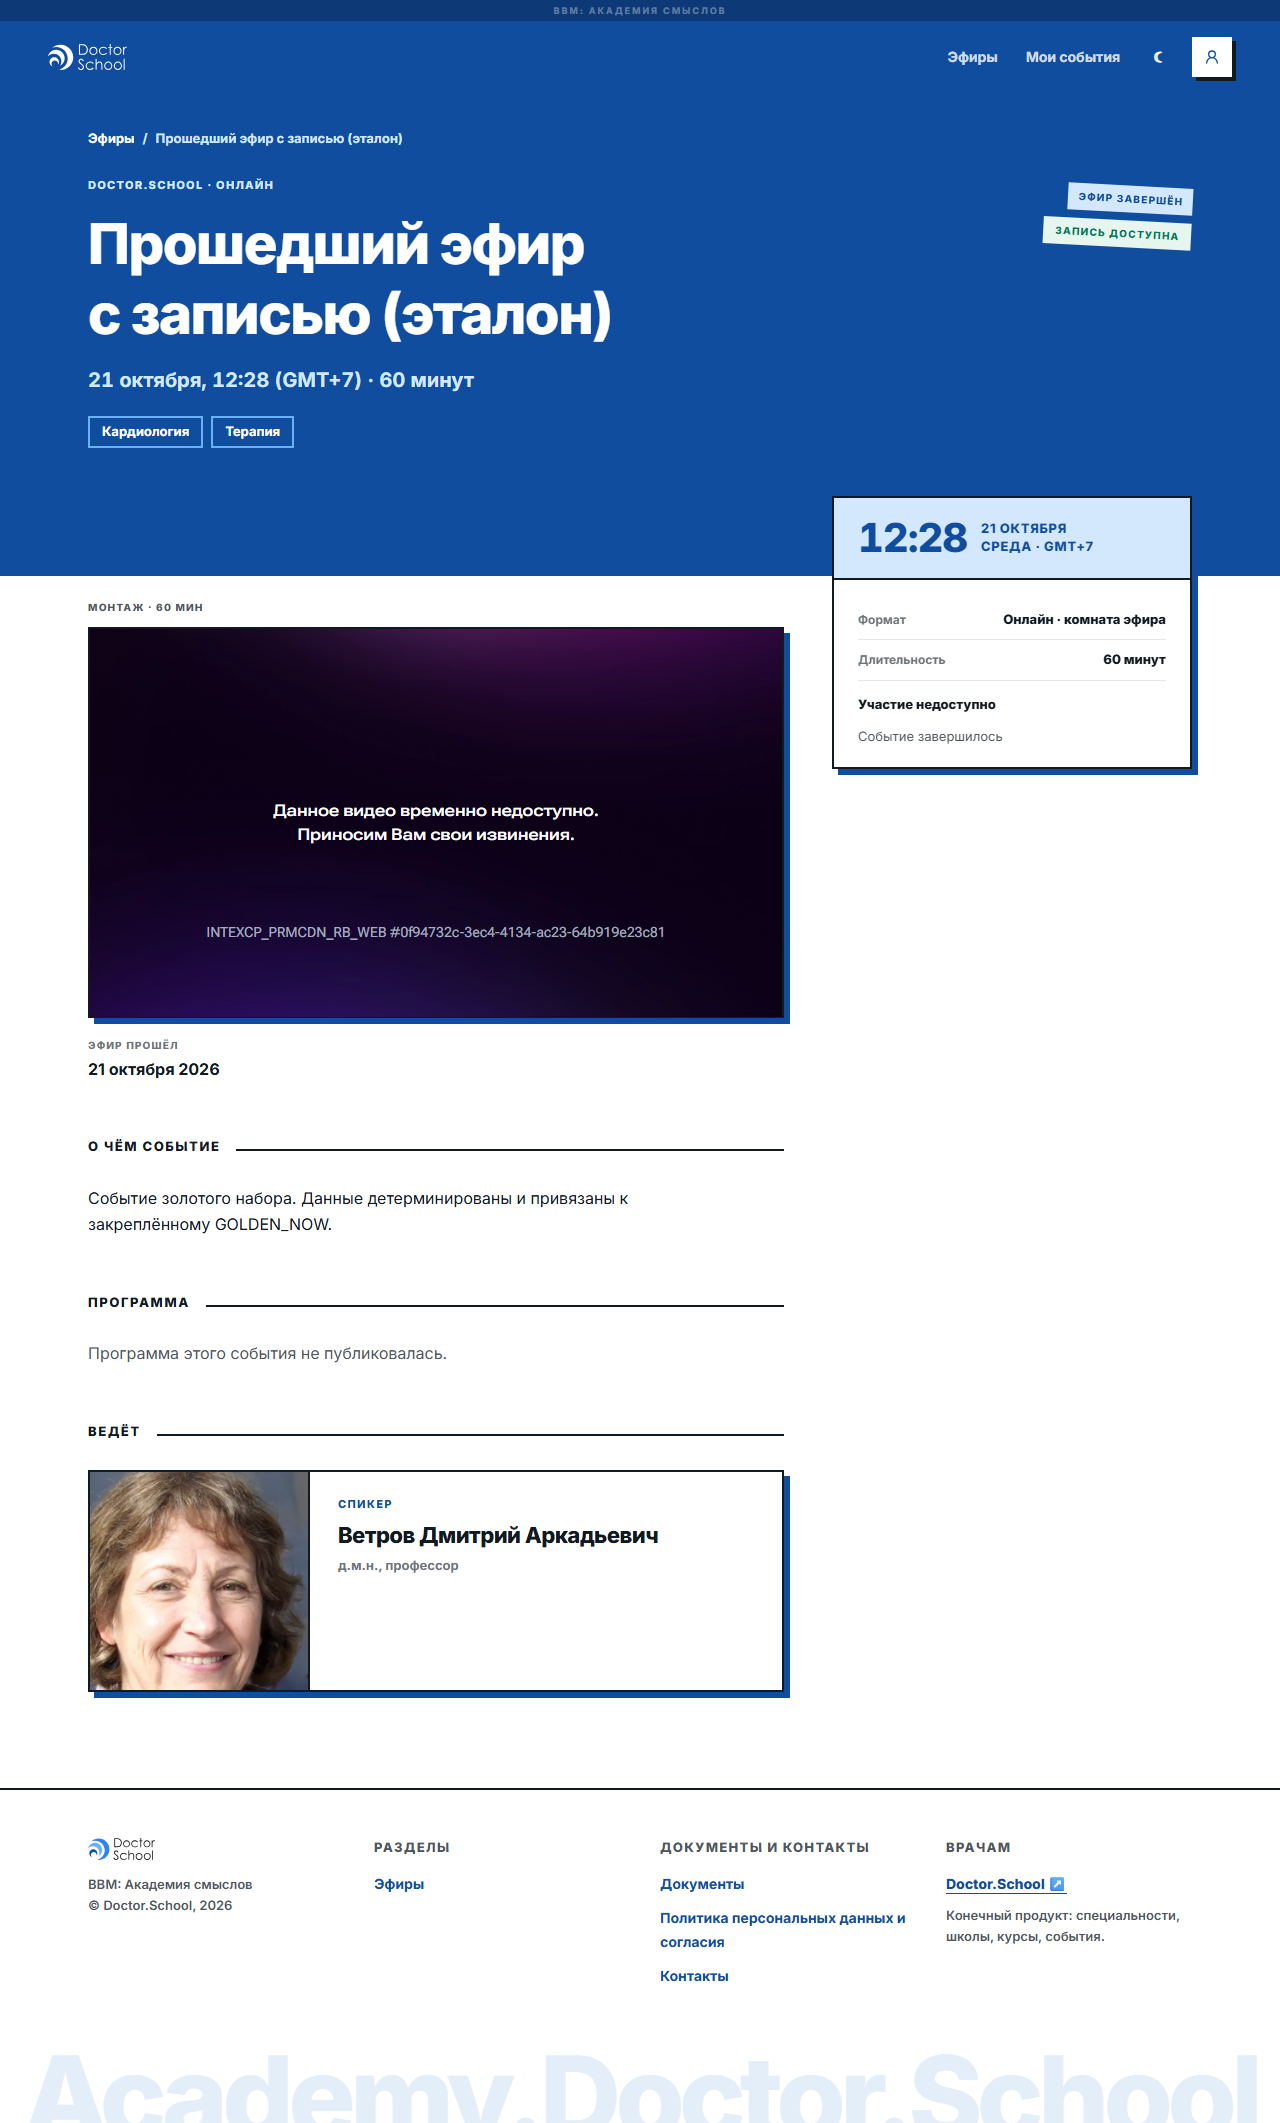 ВВМ: АКАДЕМИЯ СМЫСЛОВ
Doctor
School
Эфиры
Мои события
Эфиры / Прошедший эфир с записью (эталон)
DOCTOR.SCHOOL · ОНЛАЙН
ЭФИР ЗАВЕРШЁН
ЗАПИСЬ ДОСТУПНА
Прошедший эфир
с записью (эталон)
21 октября, 12:28 (GMT+7) · 60 минут
Кардиология
Терапия
12:28
21 ОКТЯБРЯ
СРЕДА · GMT+7
Формат
Онлайн · комната эфира
Длительность
60 минут
Участие недоступно
Событие завершилось
МОНТАЖ · 60 МИН
Данное видео временно недоступно.
Приносим Вам свои извинения.
INTEXCP_PRMCDN_RB_WEB #0f94732c-3ec4-4134-ac23-64b919e23c81
ЭФИР ПРОШЁЛ
21 октября 2026
О ЧЁМ СОБЫТИЕ
Событие золотого набора. Данные детерминированы и привязаны к
закреплённому GOLDEN_NOW.
ПРОГРАММА
Программа этого события не публиковалась.
ВЕДЁТ
СПИКЕР
Ветров Дмитрий Аркадьевич
д.м.н., профессор
Doctor
School
ВВМ: Академия смыслов
© Doctor.School, 2026
РАЗДЕЛЫ
Эфиры
ДОКУМЕНТЫ И КОНТАКТЫ
Документы
Политика персональных данных и
согласия
Контакты
ВРАЧАМ
Doctor.School ↗
Конечный продукт: специальности,
школы, курсы, события.
Academy.Doctor.School